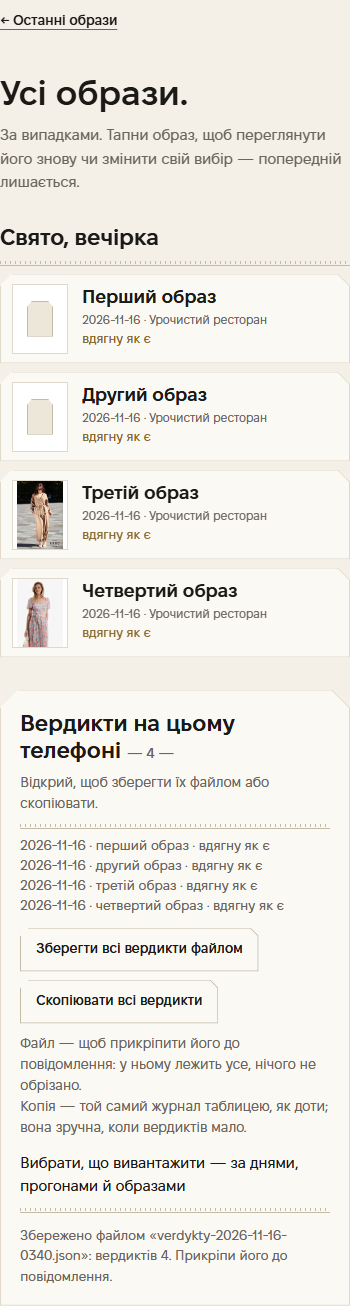 ← Останні образи
Усі образи.
За випадками. Тапни образ, щоб переглянути
його знову чи змінити свій вибір — попередній
лишається.
Свято, вечірка
Перший образ
2026-11-16 · Урочистий ресторан
вдягну як є
Другий образ
2026-11-16 · Урочистий ресторан
вдягну як є
Третій образ
2026-11-16 · Урочистий ресторан
вдягну як є
Четвертий образ
2026-11-16 · Урочистий ресторан
вдягну як є
Вердикти на цьому
телефоні — 4 —
Відкрий, щоб зберегти їх файлом або
скопіювати.
2026-11-16 · перший образ · вдягну як є
2026-11-16 · другий образ · вдягну як є
2026-11-16 · третій образ · вдягну як є
2026-11-16 · четвертий образ · вдягну як є
Зберегти всі вердикти файлом
Скопіювати всі вердикти
Файл — щоб прикріпити його до
повідомлення: у ньому лежить усе, нічого не
обрізано.
Копія — той самий журнал таблицею, як доти;
вона зручна, коли вердиктів мало.
Вибрати, що вивантажити — за днями,
прогонами й образами
Збережено файлом «verdykty-2026-11-16-
0340.json»: вердиктів 4. Прикріпи його до
повідомлення.